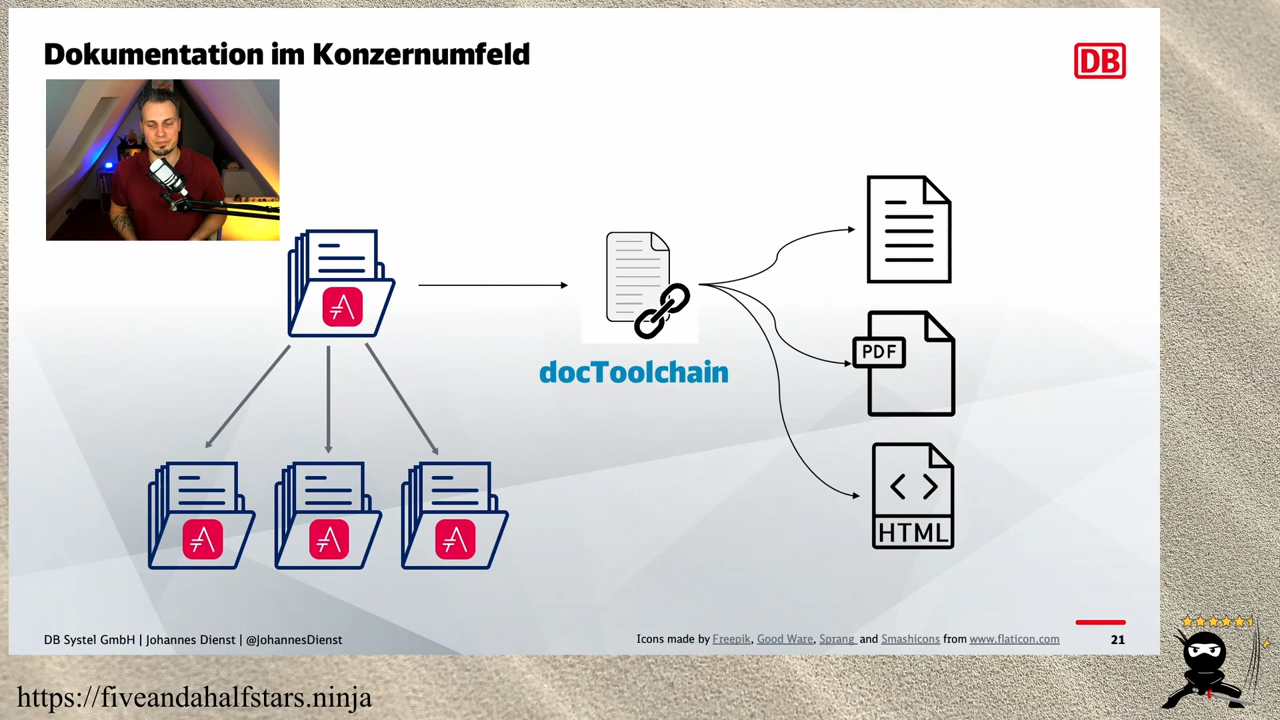 Dokumentation im Konzernumfeld
DB
docToolchain
PDF
HTML
DB Systel GmbH | Johannes Dienst | @JohannesDienst
Icons made by Freepik, Good Ware, Sprang and Smashicons from www.flaticon.com
21
https://fiveandahalfstars.ninja